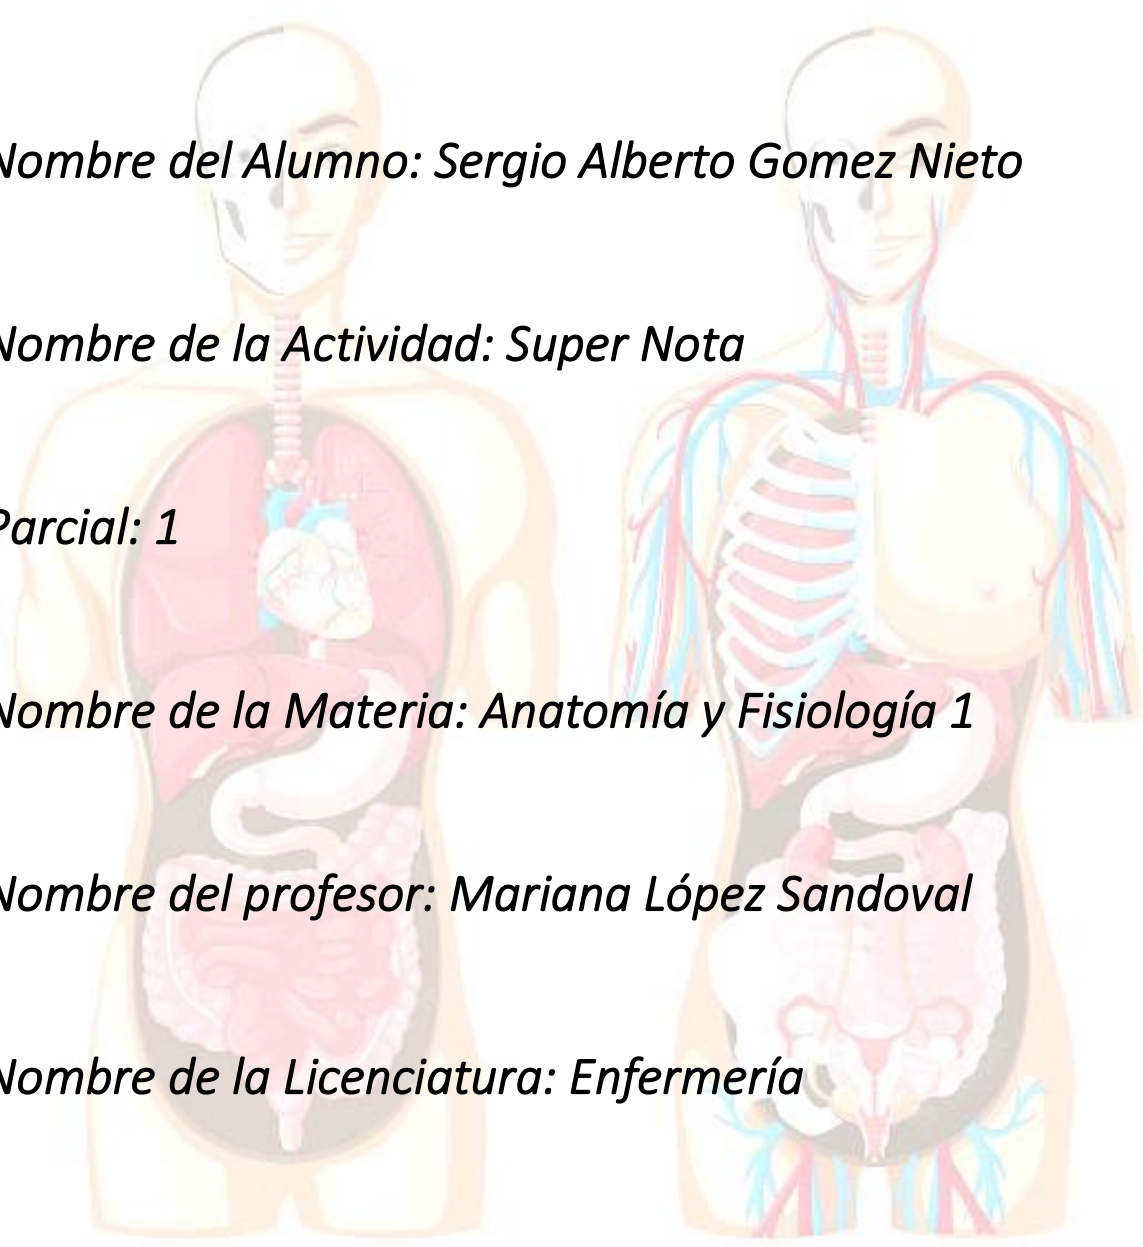 Nombre del Alumno: Sergio Alberto Gomez Nieto
Nombre de la Actividad: Super Nota
Parcial: 1
Nombre de la Materia: Anatomía y Fisiología 1
Nombre del profesor: Mariana López Sandoval
Nombre de la Licenciatura: Enfermería